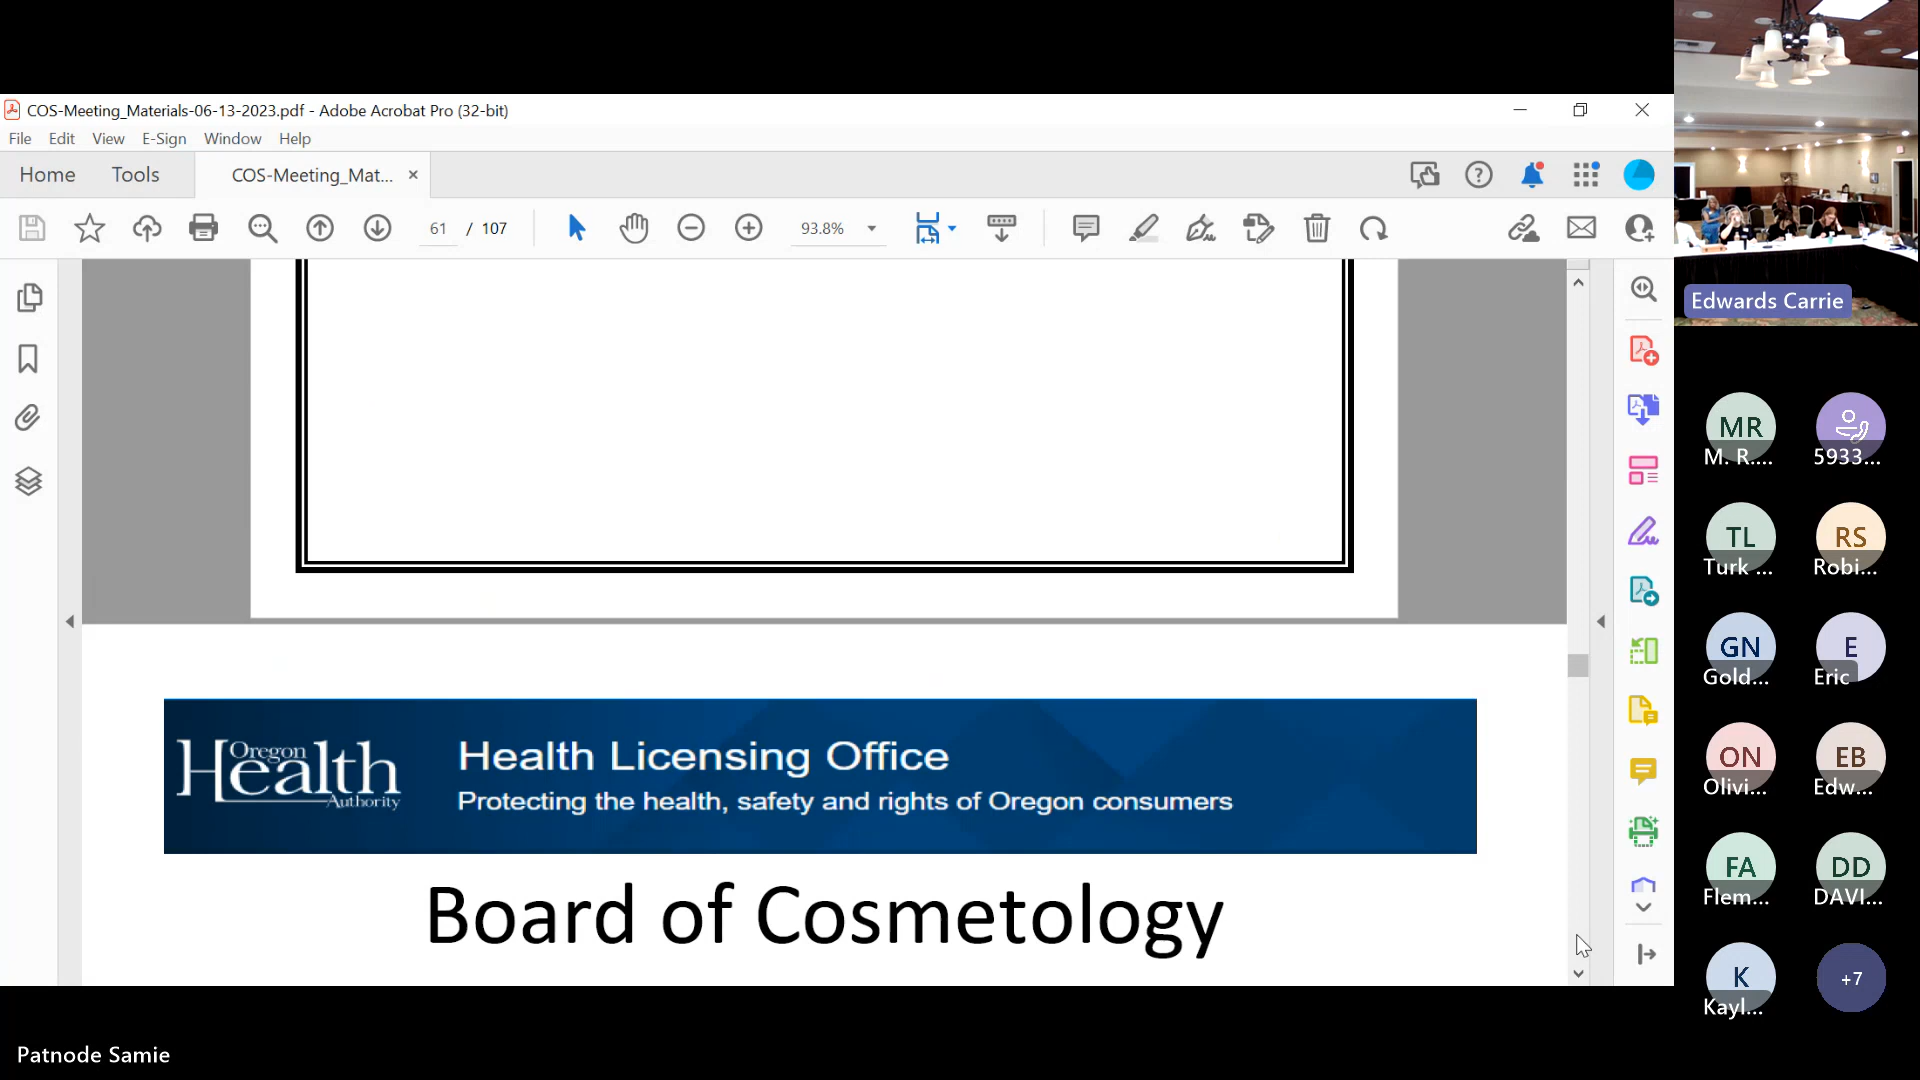 COS-Meeting_Materials-06-13-2023.pdf - Adobe Acrobat Pro (32-bit)
File Edit View E-Sign Window Help
Home Tools COS-Meeting_Mat... ×
61 / 107 93.8%
Oregon
Health
Authority
Health Licensing Office
Protecting the health, safety and rights of Oregon consumers
Board of Cosmetology
Edwards Carrie
MR
M. R.... 5933...
TL RS
Turk ... Robi...
GN E
Gold... Eric
ON EB
Olivi... Edw...
FA DD
Flem... DAVI...
K +7
Kayl...
Patnode Samie